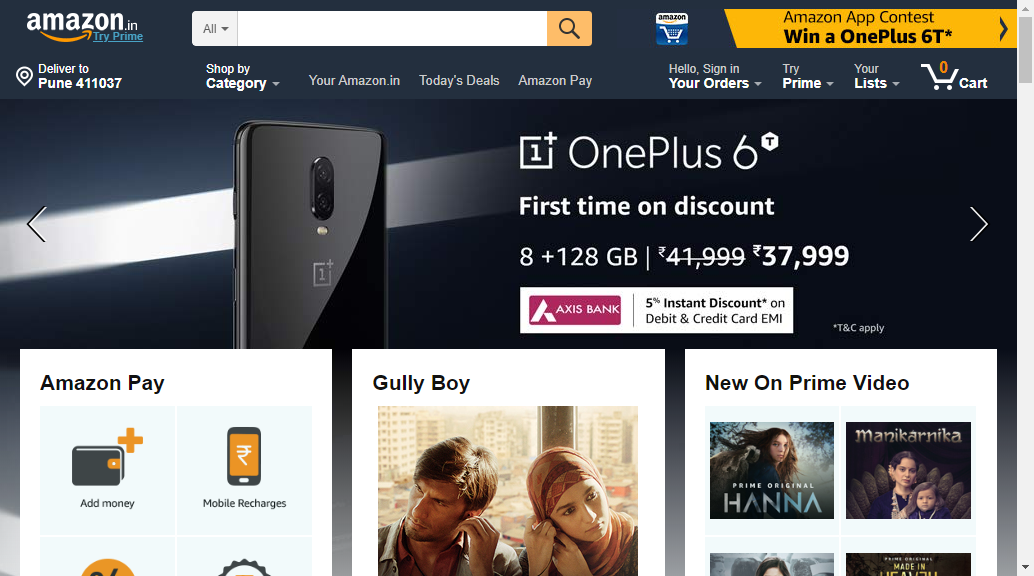 amazon.in
Try Prime
All
amazon
Amazon App Contest
Win a OnePlus 6T*
Deliver to
Pune 411037
Shop by
Category
Your Amazon.in
Today's Deals
Amazon Pay
Hello, Sign in
Your Orders
Try
Prime
Your
Lists
0
Cart
1+ OnePlus 6T
First time on discount
8 +128 GB | ₹41,999 ₹37,999
AXIS BANK
5% Instant Discount* on
Debit & Credit Card EMI
*T&C apply
Amazon Pay
Add money
₹
Mobile Recharges
Gully Boy
New On Prime Video
PRIME ORIGINAL
HANNA
Manikarnika
PRIME ORIGINAL
MADE IN
HEAVEN